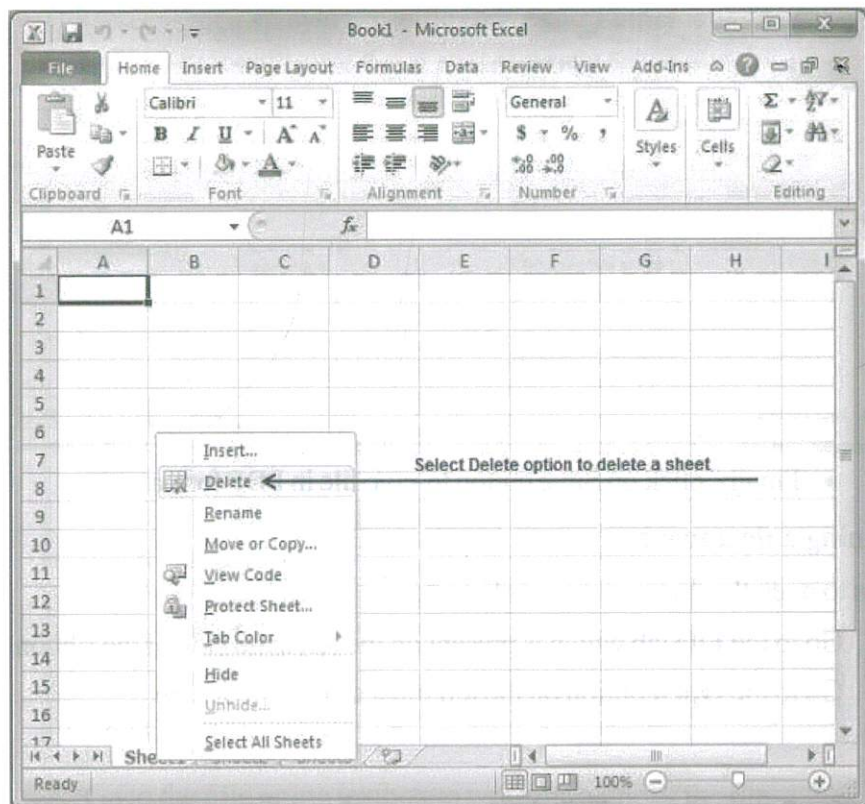 Book1 - Microsoft Excel
File Home Insert Page Layout Formulas Data Review View Add-Ins
Calibri 11 General
Paste B I U A A $ % , Styles Cells Σ
.00 .00
Clipboard Font Alignment Number Editing
A1 fx
A B C D E F G H I
1
2
3
4
5
6
Insert...
7 Select Delete option to delete a sheet
8 Delete
9 Rename
10 Move or Copy...
11 View Code
12 Protect Sheet...
13 Tab Color
14 Hide
15 Unhide...
16
17 Select All Sheets
Ready 100%